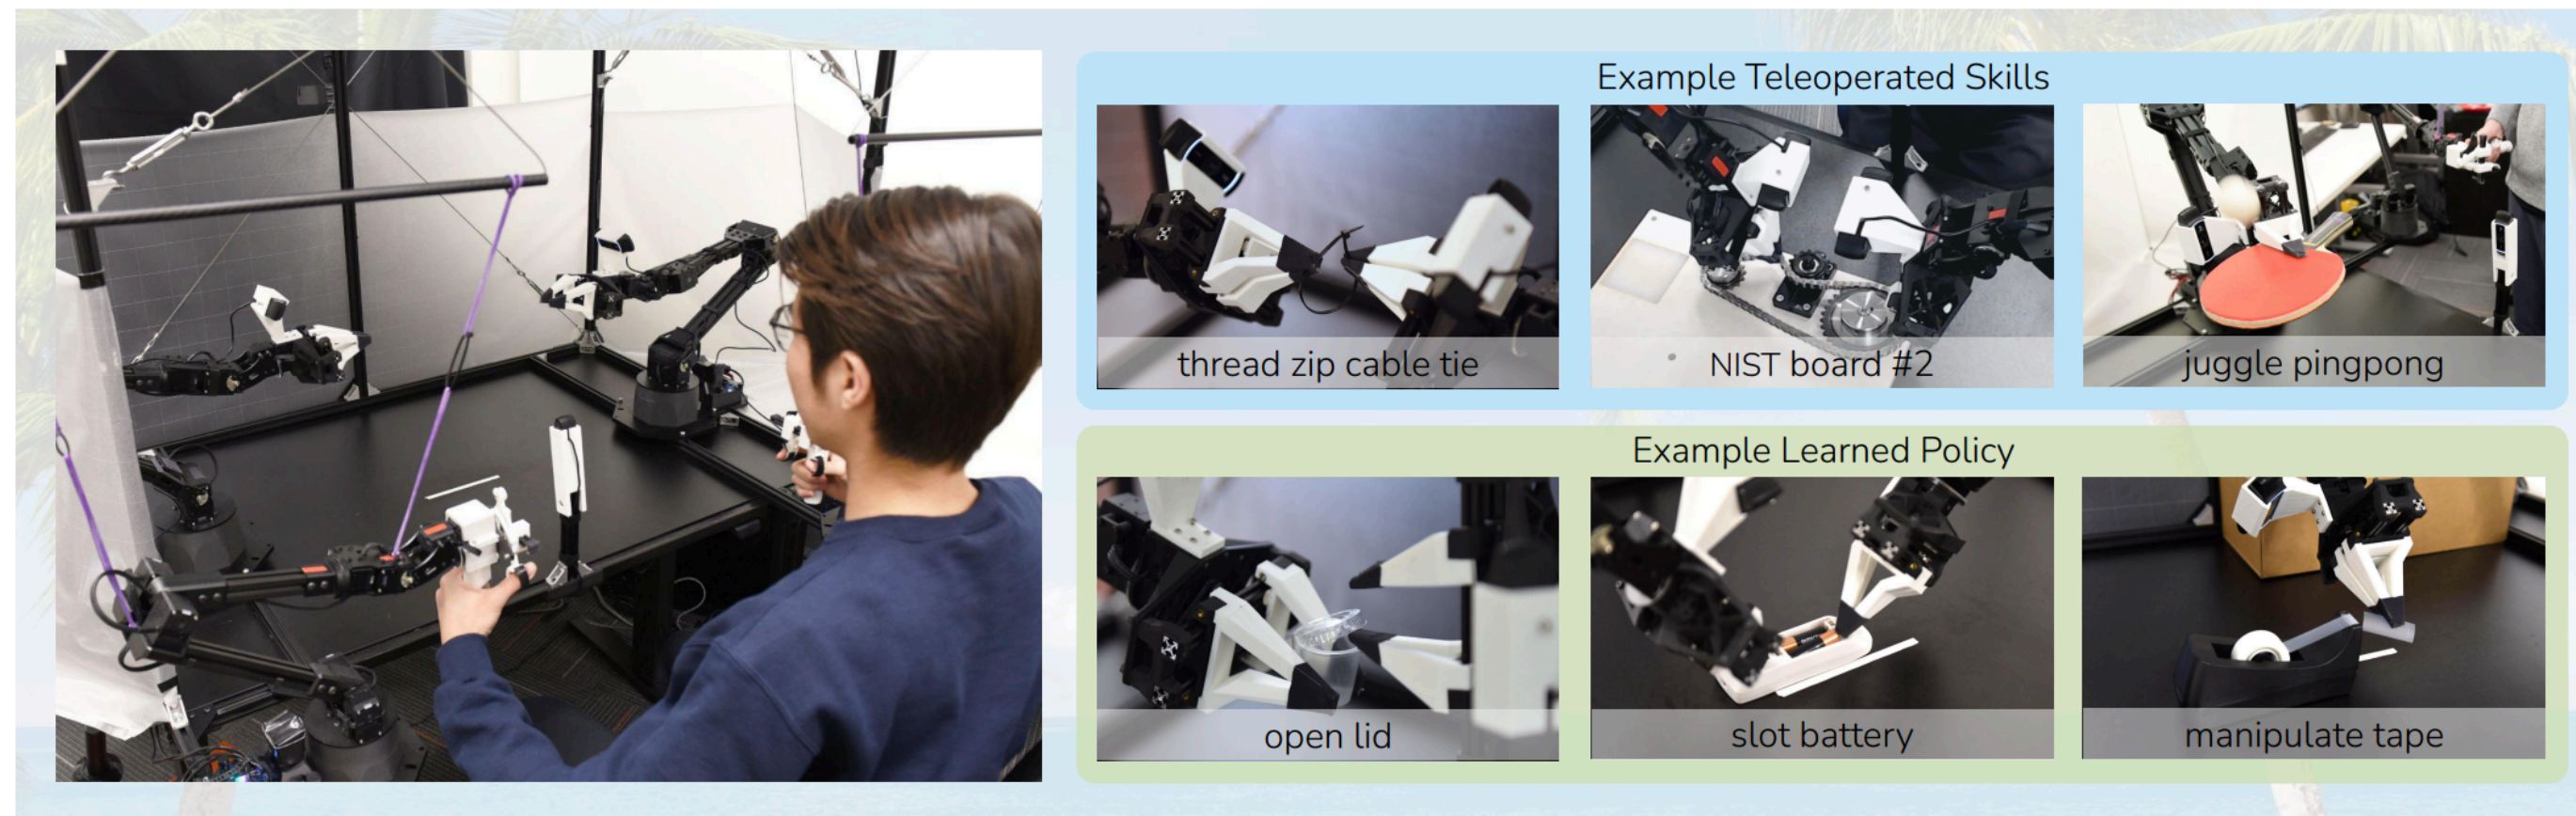 Example Teleoperated Skills
thread zip cable tie
NIST board #2
juggle pingpong
Example Learned Policy
open lid
slot battery
manipulate tape